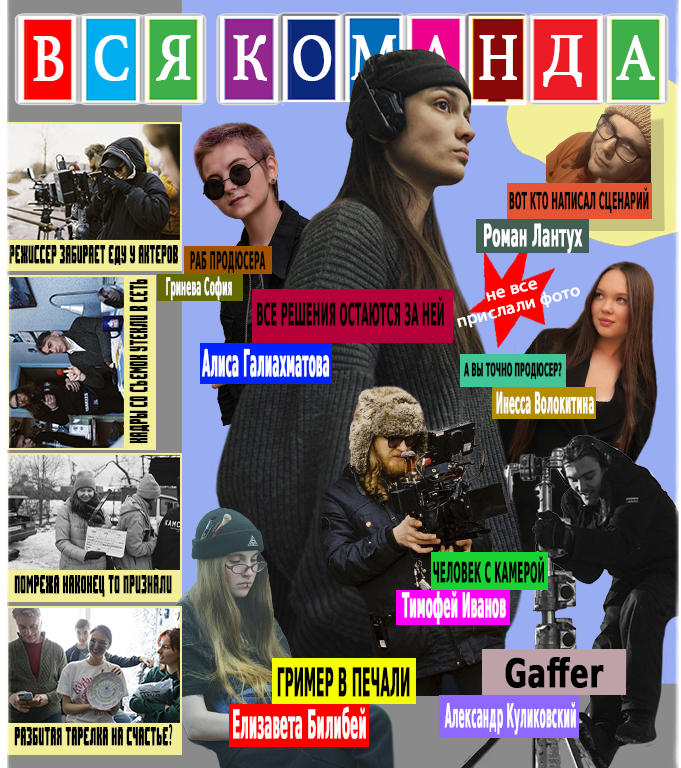 ВСЯ КОМАНДА
ВОТ КТО НАПИСАЛ СЦЕНАРИЙ
Роман Лантух
РЕЖИССЕР ЗАБИРАЕТ ЕДУ У АКТЕРОВ
РАБ ПРОДЮСЕРА
Гринева София
не все
прислали фото
ВСЕ РЕШЕНИЯ ОСТАЮТСЯ ЗА НЕЙ
Алиса Галиахматова
А ВЫ ТОЧНО ПРОДЮСЕР?
Инесса Волокитина
КАДРЫ СО СЪЕМОК УТЕКЛИ В СЕТЬ
ПОМРЕЖА НАКОНЕЦ ТО ПРИЗНАЛИ
ЧЕЛОВЕК С КАМЕРОЙ
Тимофей Иванов
ГРИМЕР В ПЕЧАЛИ
Елизавета Билибей
Gaffer
Александр Куликовский
РАЗБИТАЯ ТАРЕЛКА НА СЧАСТЬЕ?